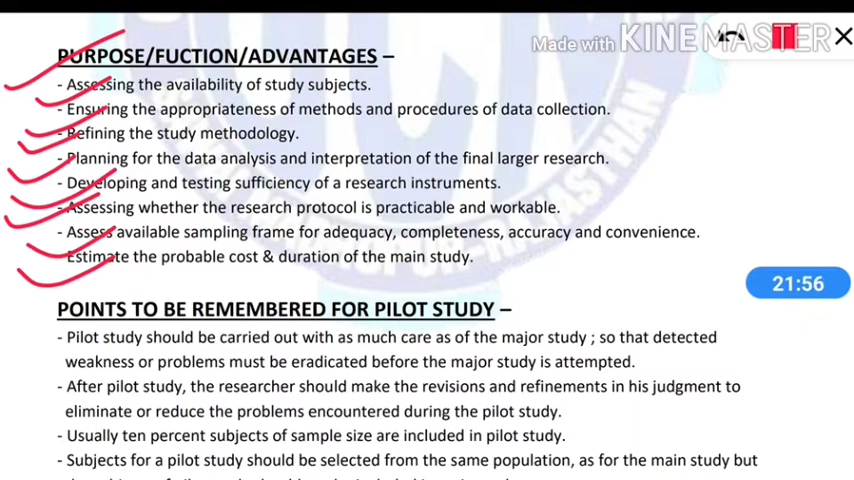 Made with KINEMASTER
PURPOSE/FUCTION/ADVANTAGES –
- Assessing the availability of study subjects.
- Ensuring the appropriateness of methods and procedures of data collection.
- Refining the study methodology.
- Planning for the data analysis and interpretation of the final larger research.
- Developing and testing sufficiency of a research instruments.
- Assessing whether the research protocol is practicable and workable.
- Assess available sampling frame for adequacy, completeness, accuracy and convenience.
- Estimate the probable cost & duration of the main study.
21:56
POINTS TO BE REMEMBERED FOR PILOT STUDY –
- Pilot study should be carried out with as much care as of the major study ; so that detected
weakness or problems must be eradicated before the major study is attempted.
- After pilot study, the researcher should make the revisions and refinements in his judgment to
eliminate or reduce the problems encountered during the pilot study.
- Usually ten percent subjects of sample size are included in pilot study.
- Subjects for a pilot study should be selected from the same population, as for the main study but